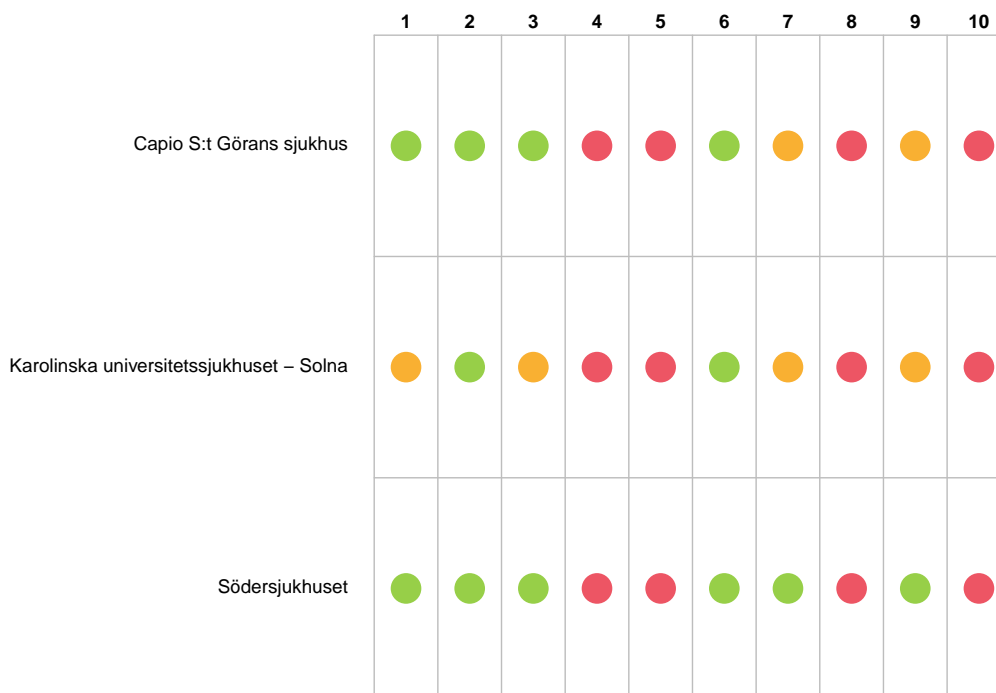 1 2 3 4 5 6 7 8 9 10
Capio S:t Görans sjukhus
Karolinska universitetssjukhuset – Solna
Södersjukhuset